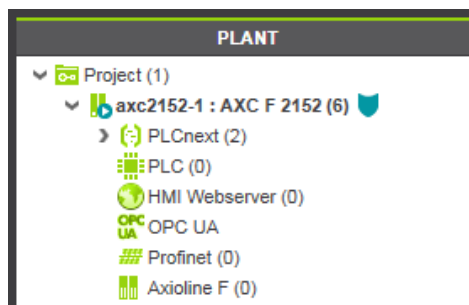 PLANT
Project (1)
axc2152-1 : AXC F 2152 (6)
PLCnext (2)
PLC (0)
HMI Webserver (0)
OPC UA OPC UA
Profinet (0)
Axioline F (0)